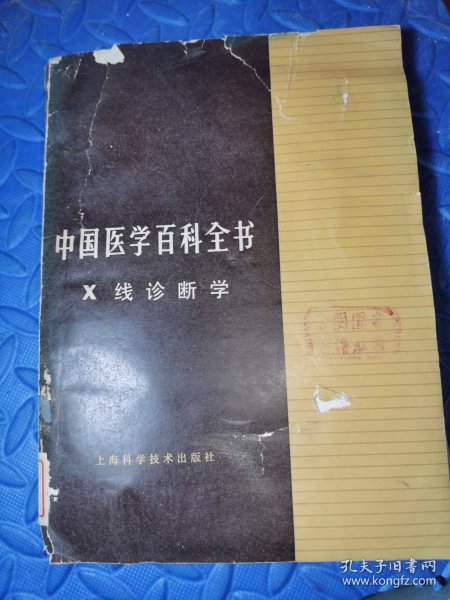 中国医学百科全书
X 线诊断学
上海科学技术出版社
孔夫子旧书网
www.kongfz.com